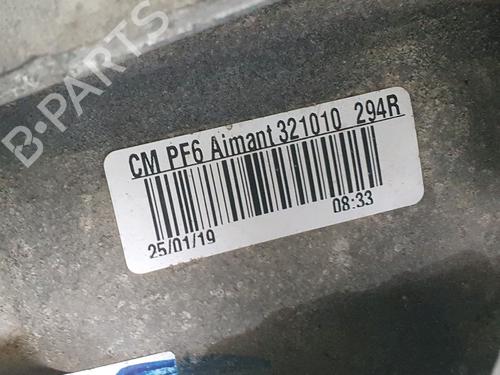 B-PARTS
CM PF6 Aimant 321010 294R
25/01/19 08:33